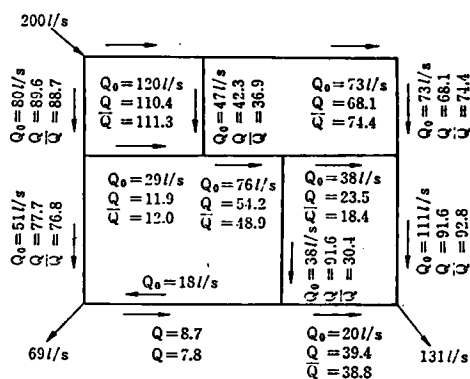 200l/s
Q₀=80l/s
Q =89.6
Q̄ =88.7
Q₀=120l/s
Q =110.4
Q̄ =111.3
Q₀=47l/s
Q =42.3
Q̄ =36.9
Q₀=73l/s
Q =68.1
Q̄ =74.4
Q₀=73l/s
Q =68.1
Q̄ =74.4
Q₀=51l/s
Q =77.7
Q̄ =76.8
Q₀=29l/s
Q =11.9
Q̄ =12.0
Q₀=76l/s
Q =54.2
Q̄ =48.9
Q₀=38l/s
Q =23.5
Q̄ =18.4
Q₀=38l/s
Q =91.6
Q̄ =30.4
Q₀=111l/s
Q =91.6
Q̄ =92.8
Q₀=18l/s
69l/s
Q=8.7
Q=7.8
Q₀=20l/s
Q =39.4
Q̄ =38.8
131l/s